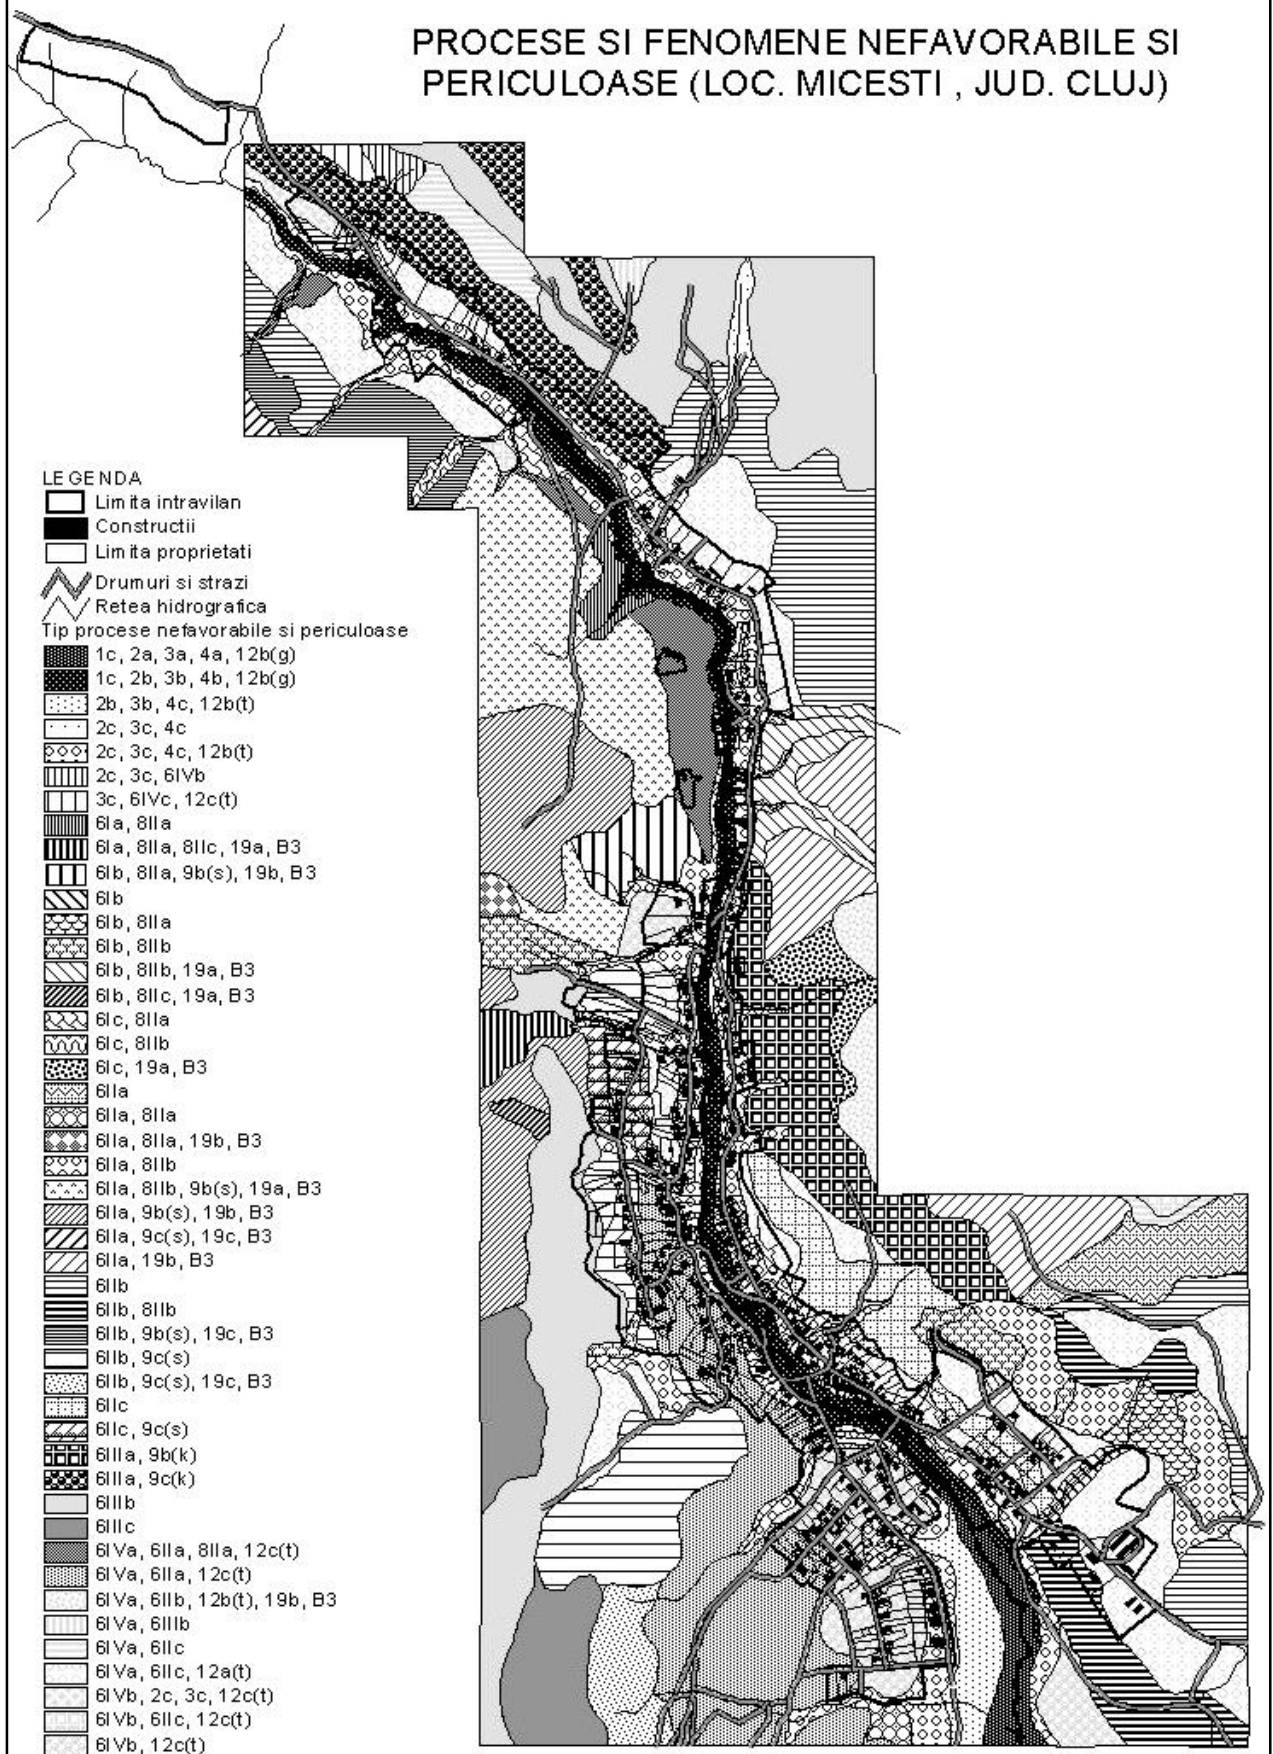 PROCESE SI FENOMENE NEFAVORABILE SI
PERICULOASE (LOC. MICESTI , JUD. CLUJ)
LEGENDA
Limita intravilan
Constructii
Limita proprietati
Drumuri si strazi
Retea hidrografica
Tip procese nefavorabile si periculoase
1c, 2a, 3a, 4a, 12b(g)
1c, 2b, 3b, 4b, 12b(g)
2b, 3b, 4c, 12b(t)
2c, 3c, 4c
2c, 3c, 4c, 12b(t)
2c, 3c, 6IVb
3c, 6IVc, 12c(t)
6Ia, 8IIa
6Ia, 8IIa, 8IIc, 19a, B3
6Ib, 8IIa, 9b(s), 19b, B3
6Ib
6Ib, 8IIa
6Ib, 8IIb
6Ib, 8IIb, 19a, B3
6Ib, 8IIc, 19a, B3
6Ic, 8IIa
6Ic, 8IIb
6Ic, 19a, B3
6IIa
6IIa, 8IIa
6IIa, 8IIa, 19b, B3
6IIa, 8IIb
6IIa, 8IIb, 9b(s), 19a, B3
6IIa, 9b(s), 19b, B3
6IIa, 9c(s), 19c, B3
6IIa, 19b, B3
6IIb
6IIb, 8IIb
6IIb, 9b(s), 19c, B3
6IIb, 9c(s)
6IIb, 9c(s), 19c, B3
6IIc
6IIc, 9c(s)
6IIIa, 9b(k)
6IIIa, 9c(k)
6IIIb
6IIIc
6IVa, 6IIa, 8IIa, 12c(t)
6IVa, 6IIa, 12c(t)
6IVa, 6IIb, 12b(t), 19b, B3
6IVa, 6IIIb
6IVa, 6IIc
6IVa, 6IIc, 12a(t)
6IVb, 2c, 3c, 12c(t)
6IVb, 6IIc, 12c(t)
6IVb, 12c(t)